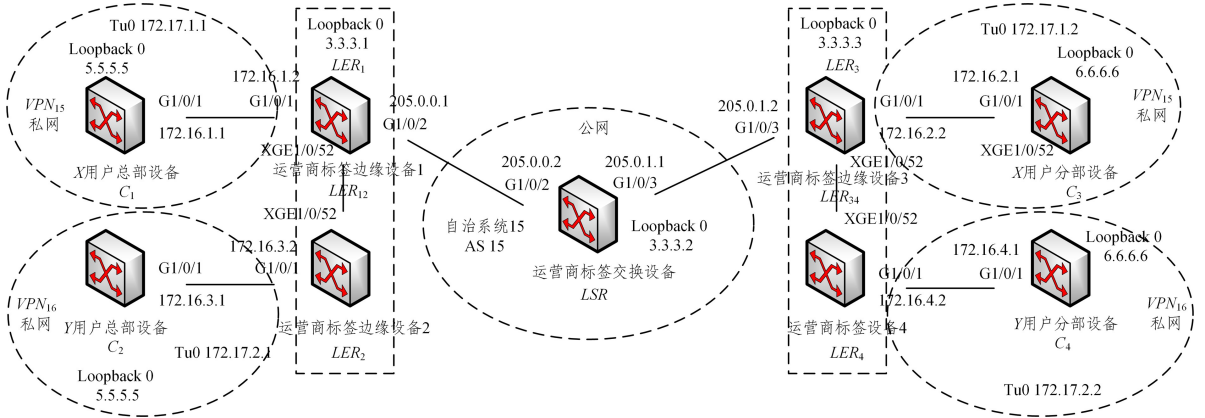 Tu0 172.17.1.1
Loopback 0
5.5.5.5
VPN15
私网
G1/0/1
172.16.1.1
X用户总部设备
C1
172.16.1.2
G1/0/1
Loopback 0
3.3.3.1
LER1
205.0.0.1
G1/0/2
XGE1/0/52
运营商标签边缘设备1
LER12
XGE1/0/52
172.16.3.2
G1/0/1
运营商标签边缘设备2
LER2
G1/0/1
172.16.3.1
VPN16
私网
Y用户总部设备
C2
Tu0 172.17.2.1
Loopback 0
5.5.5.5
公网
205.0.0.2
G1/0/2
205.0.1.1
G1/0/3
自治系统15
AS 15
Loopback 0
3.3.3.2
运营商标签交换设备
LSR
205.0.1.2
G1/0/3
Loopback 0
3.3.3.3
LER3
G1/0/1
172.16.2.2
XGE1/0/52
运营商标签边缘设备3
LER34
XGE1/0/52
G1/0/1
172.16.4.2
运营商标签设备4
LER4
Tu0 172.17.1.2
Loopback 0
6.6.6.6
172.16.2.1
G1/0/1
VPN15
私网
XGE1/0/52
X用户分部设备
C3
172.16.4.1
G1/0/1
Loopback 0
6.6.6.6
VPN16
私网
Y用户分部设备
C4
Tu0 172.17.2.2